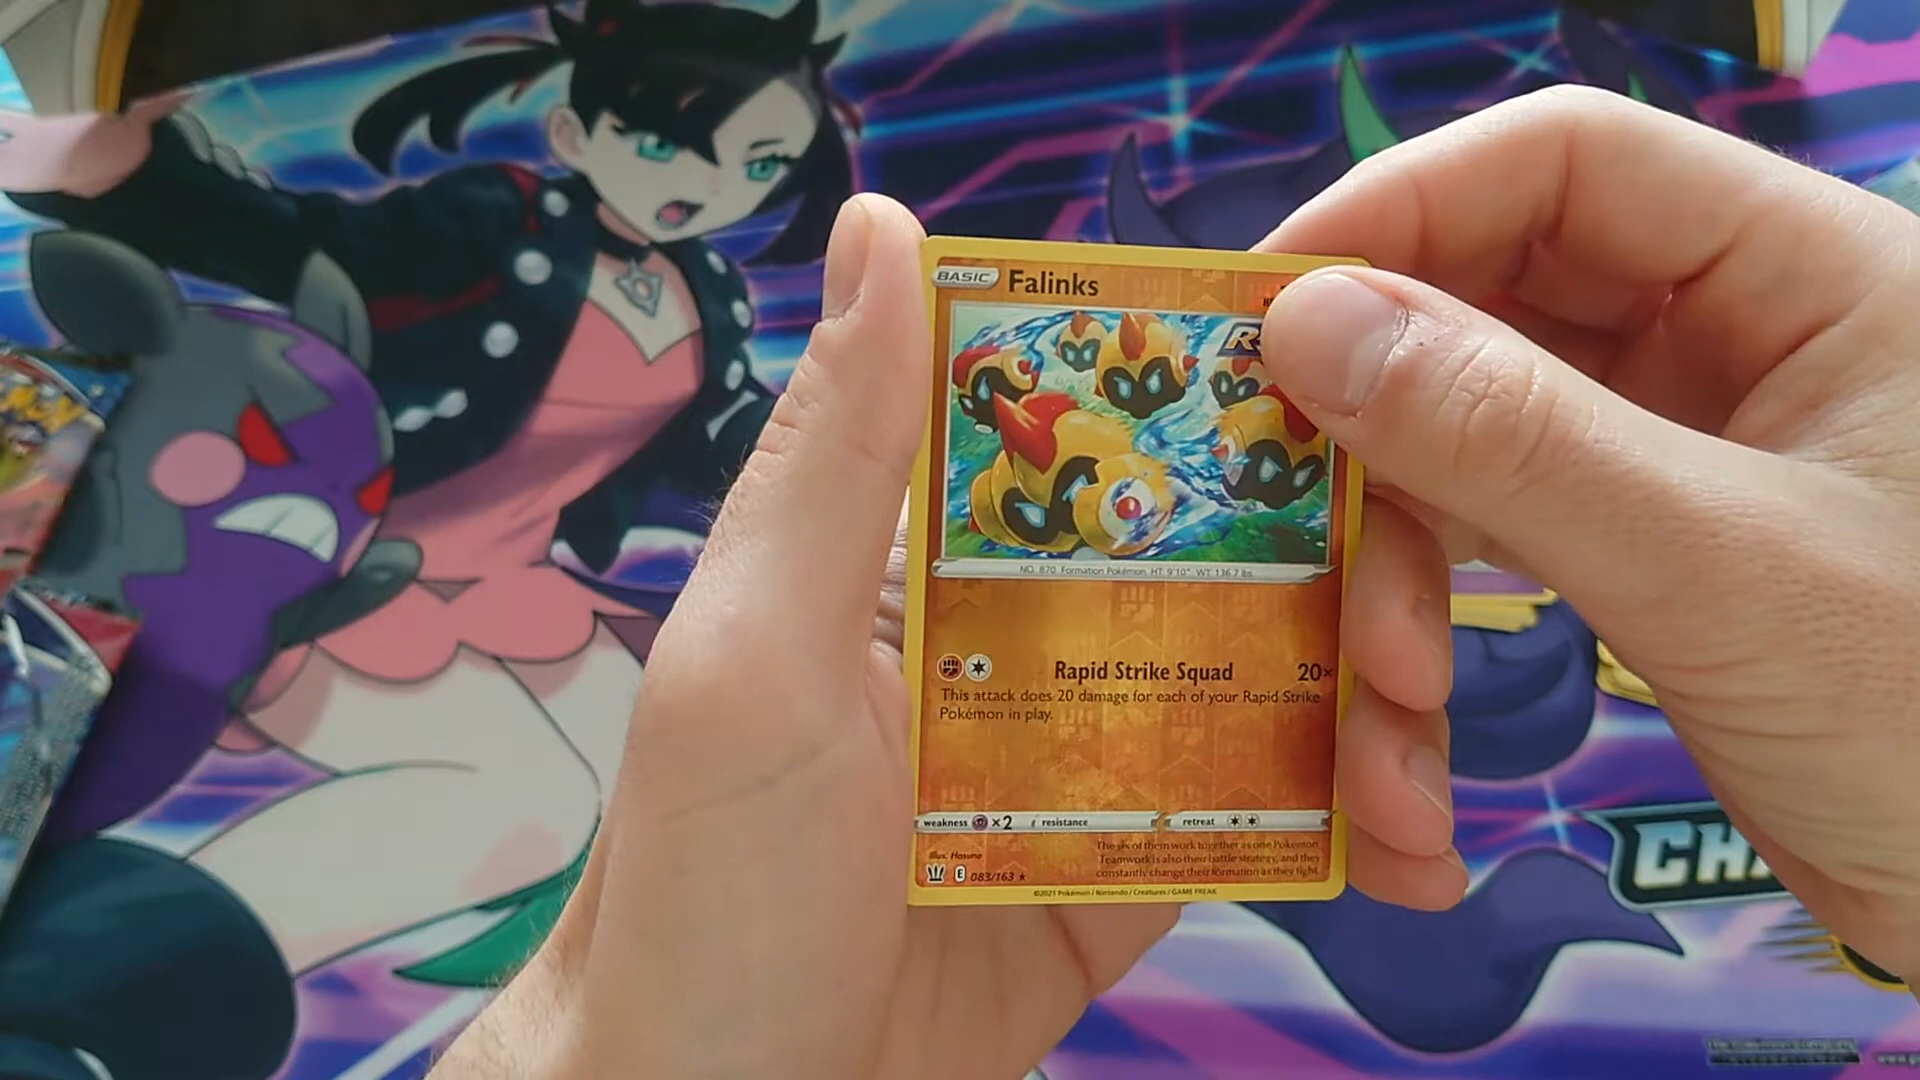 BASIC Falinks
NO. 870 Formation Pokémon HT: 9'10" WT: 136.7 lbs
Rapid Strike Squad 20×
This attack does 20 damage for each of your Rapid Strike
Pokémon in play.
weakness ×2 resistance retreat
Illus. Hasuno
The six of them work together as one Pokémon.
Teamwork is also their battle strategy, and they
constantly change their formation as they fight.
E 083/163 ★
©2021 Pokémon / Nintendo / Creatures / GAME FREAK